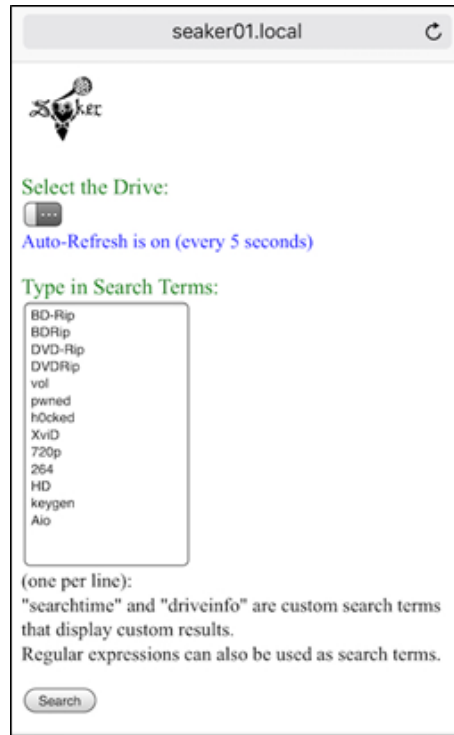 seaker01.local
Seaker
Select the Drive:
...
Auto-Refresh is on (every 5 seconds)
Type in Search Terms:
BD-Rip
BDRip
DVD-Rip
DVDRip
vol
pwned
h0cked
XviD
720p
264
HD
keygen
Aio
(one per line):
"searchtime" and "driveinfo" are custom search terms
that display custom results.
Regular expressions can also be used as search terms.
Search